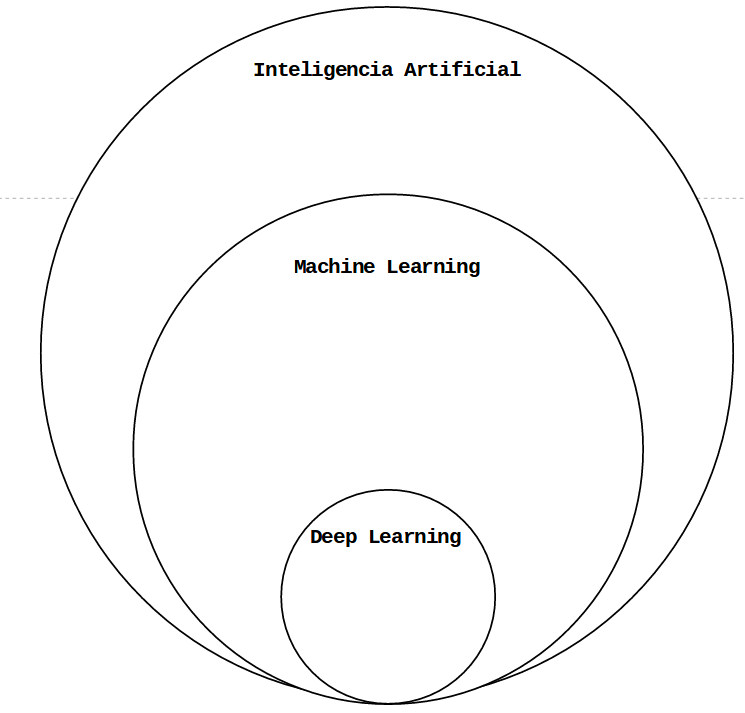 Inteligencia Artificial
Machine Learning
Deep Learning